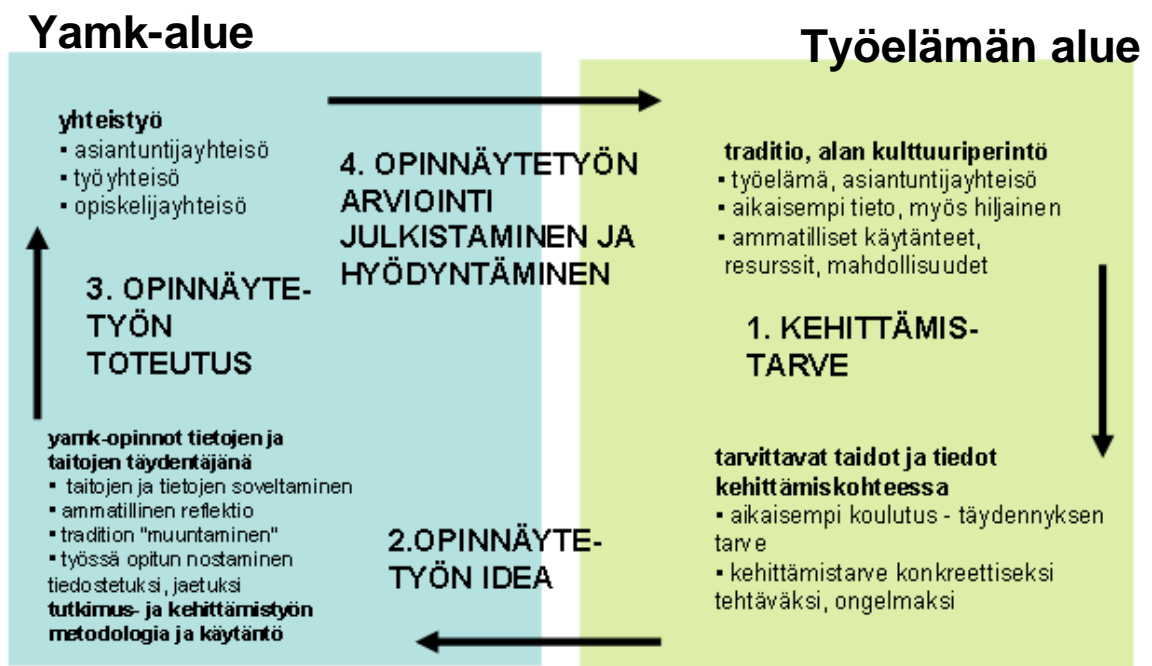 Yamk-alue
Työelämän alue
yhteistyö
▪ asiantuntijayhteisö
▪ työyhteisö
▪ opiskelijayhteisö
4. OPINNÄYTETYÖN
ARVIOINTI
JULKISTAMINEN JA
HYÖDYNTÄMINEN
traditio, alan kulttuuriperintö
▪ työelämä, asiantuntijayhteisö
▪ aikaisempi tieto, myös hiljainen
▪ ammatilliset käytänteet,
resurssit, mahdollisuudet
3. OPINNÄYTE-
TYÖN
TOTEUTUS
1. KEHITTÄMIS-
TARVE
yamk-opinnot tietojen ja
taitojen täydentäjänä
▪ taitojen ja tietojen soveltaminen
▪ ammatillinen reflektio
▪ tradition "muuntaminen"
▪ työssä opitun nostaminen
tiedostetuksi, jaetuksi
tutkimus- ja kehittämistyön
metodologia ja käytäntö
2.OPINNÄYTE-
TYÖN IDEA
tarvittavat taidot ja tiedot
kehittämiskohteessa
▪ aikaisempi koulutus - täydennyksen
tarve
▪ kehittämistarve konkreettiseksi
tehtäväksi, ongelmaksi